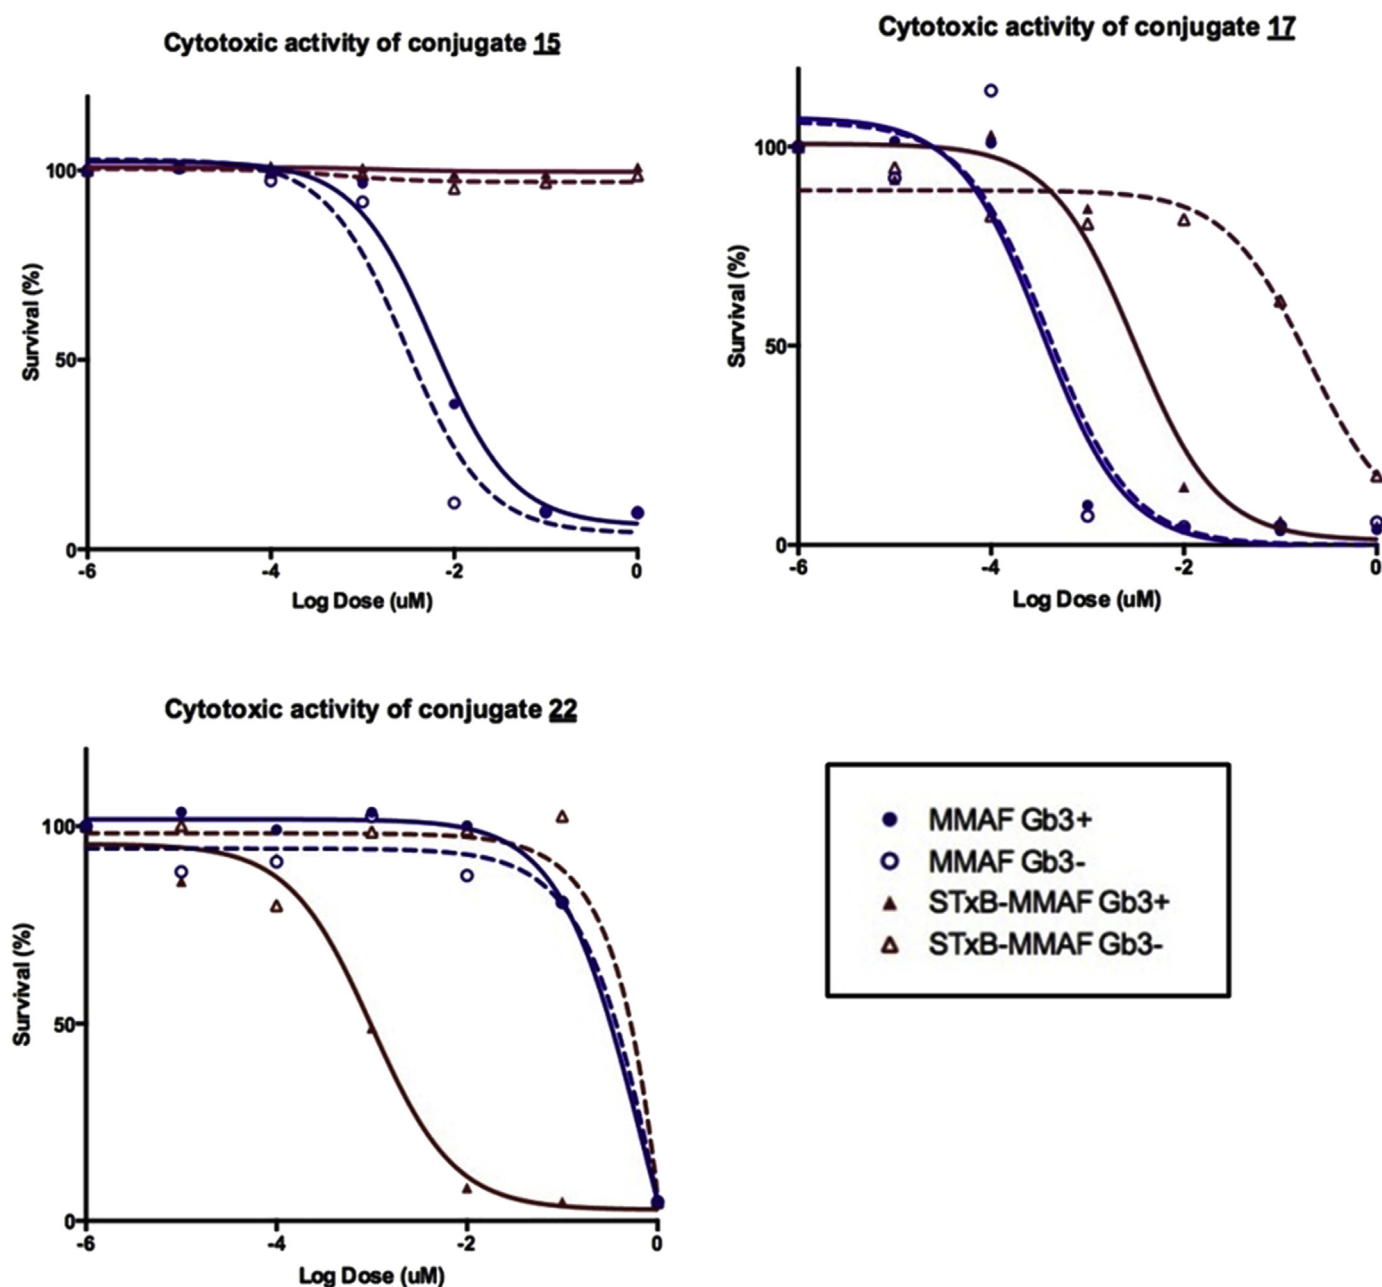 Cytotoxic activity of conjugate 15
100
50
0
-6
-4
-2
0
Survival (%)
Log Dose (uM)
Cytotoxic activity of conjugate 17
100
50
0
-6
-4
-2
0
Survival (%)
Log Dose (uM)
Cytotoxic activity of conjugate 22
100
50
0
-6
-4
-2
0
Survival (%)
Log Dose (uM)
MMAF Gb3+
MMAF Gb3-
STxB-MMAF Gb3+
STxB-MMAF Gb3-